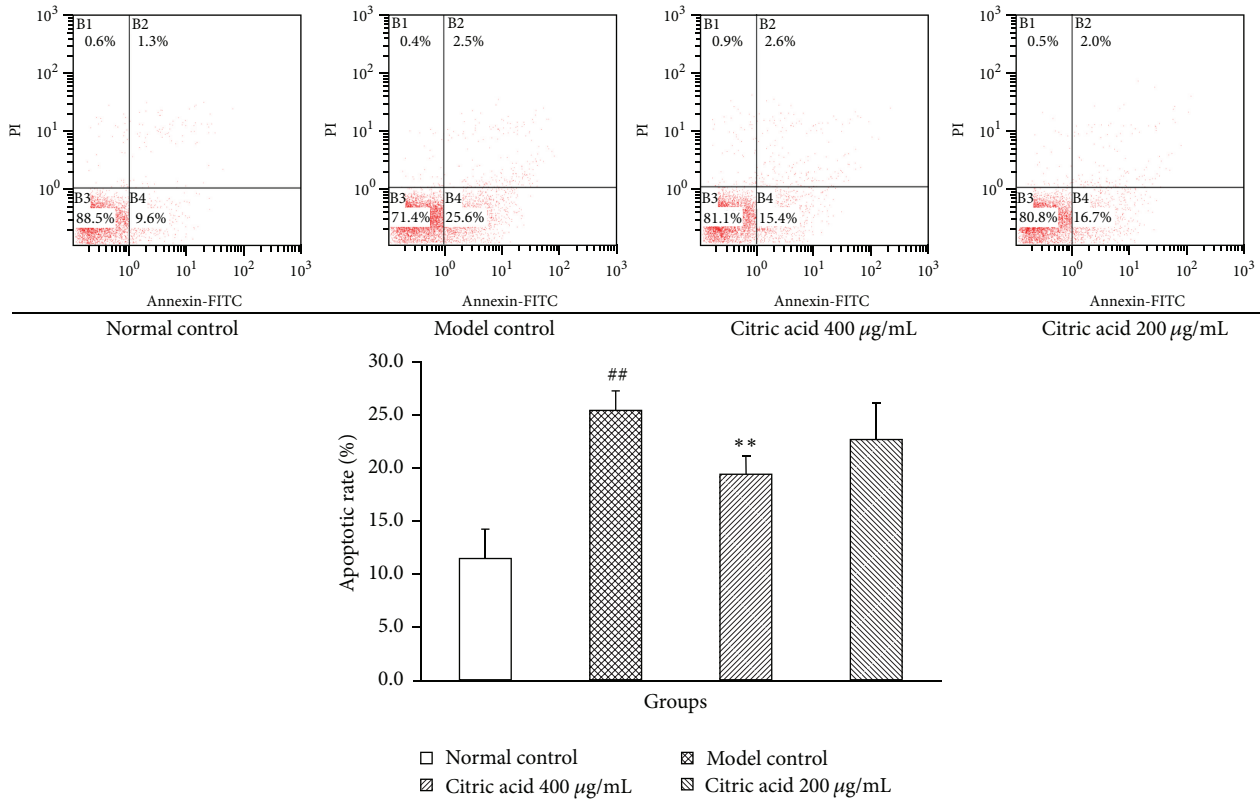 10³
10²
10¹
10⁰
PI
B1 B2
0.6% 1.3%
B3 B4
88.5% 9.6%
10⁰ 10¹ 10² 10³
Annexin-FITC
Normal control
10³
10²
10¹
10⁰
PI
B1 B2
0.4% 2.5%
B3 B4
71.4% 25.6%
10⁰ 10¹ 10² 10³
Annexin-FITC
Model control
10³
10²
10¹
10⁰
PI
B1 B2
0.9% 2.6%
B3 B4
81.1% 15.4%
10⁰ 10¹ 10² 10³
Annexin-FITC
Citric acid 400 μg/mL
10³
10²
10¹
10⁰
PI
B1 B2
0.5% 2.0%
B3 B4
80.8% 16.7%
10⁰ 10¹ 10² 10³
Annexin-FITC
Citric acid 200 μg/mL
30.0
25.0
20.0
15.0
10.0
5.0
0.0
Apoptotic rate (%)
##
**
Groups
Normal control
Model control
Citric acid 400 μg/mL
Citric acid 200 μg/mL